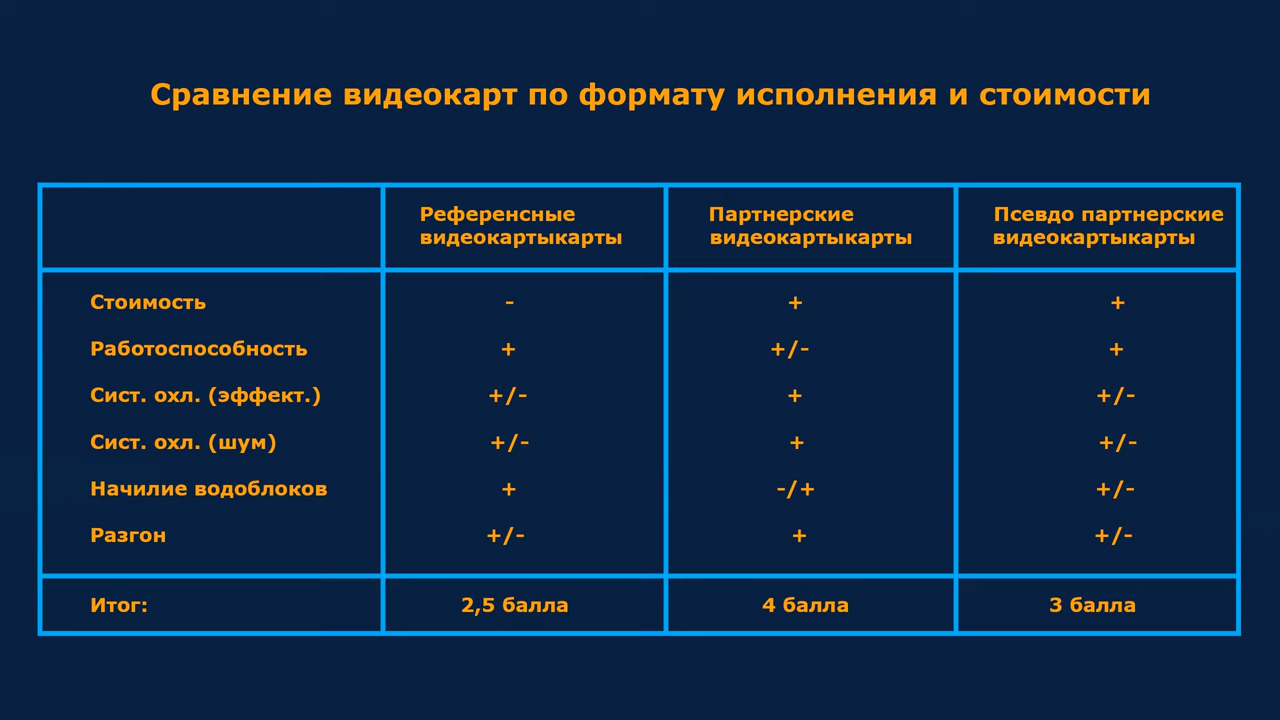 Сравнение видеокарт по формату исполнения и стоимости
Референсные видеокартыкарты Партнерские видеокартыкарты Псевдо партнерские видеокартыкарты
Стоимость - + +
Работоспособность + +/- +
Сист. охл. (эффект.) +/- + +/-
Сист. охл. (шум) +/- + +/-
Начилие водоблоков + -/+ +/-
Разгон +/- + +/-
Итог: 2,5 балла 4 балла 3 балла